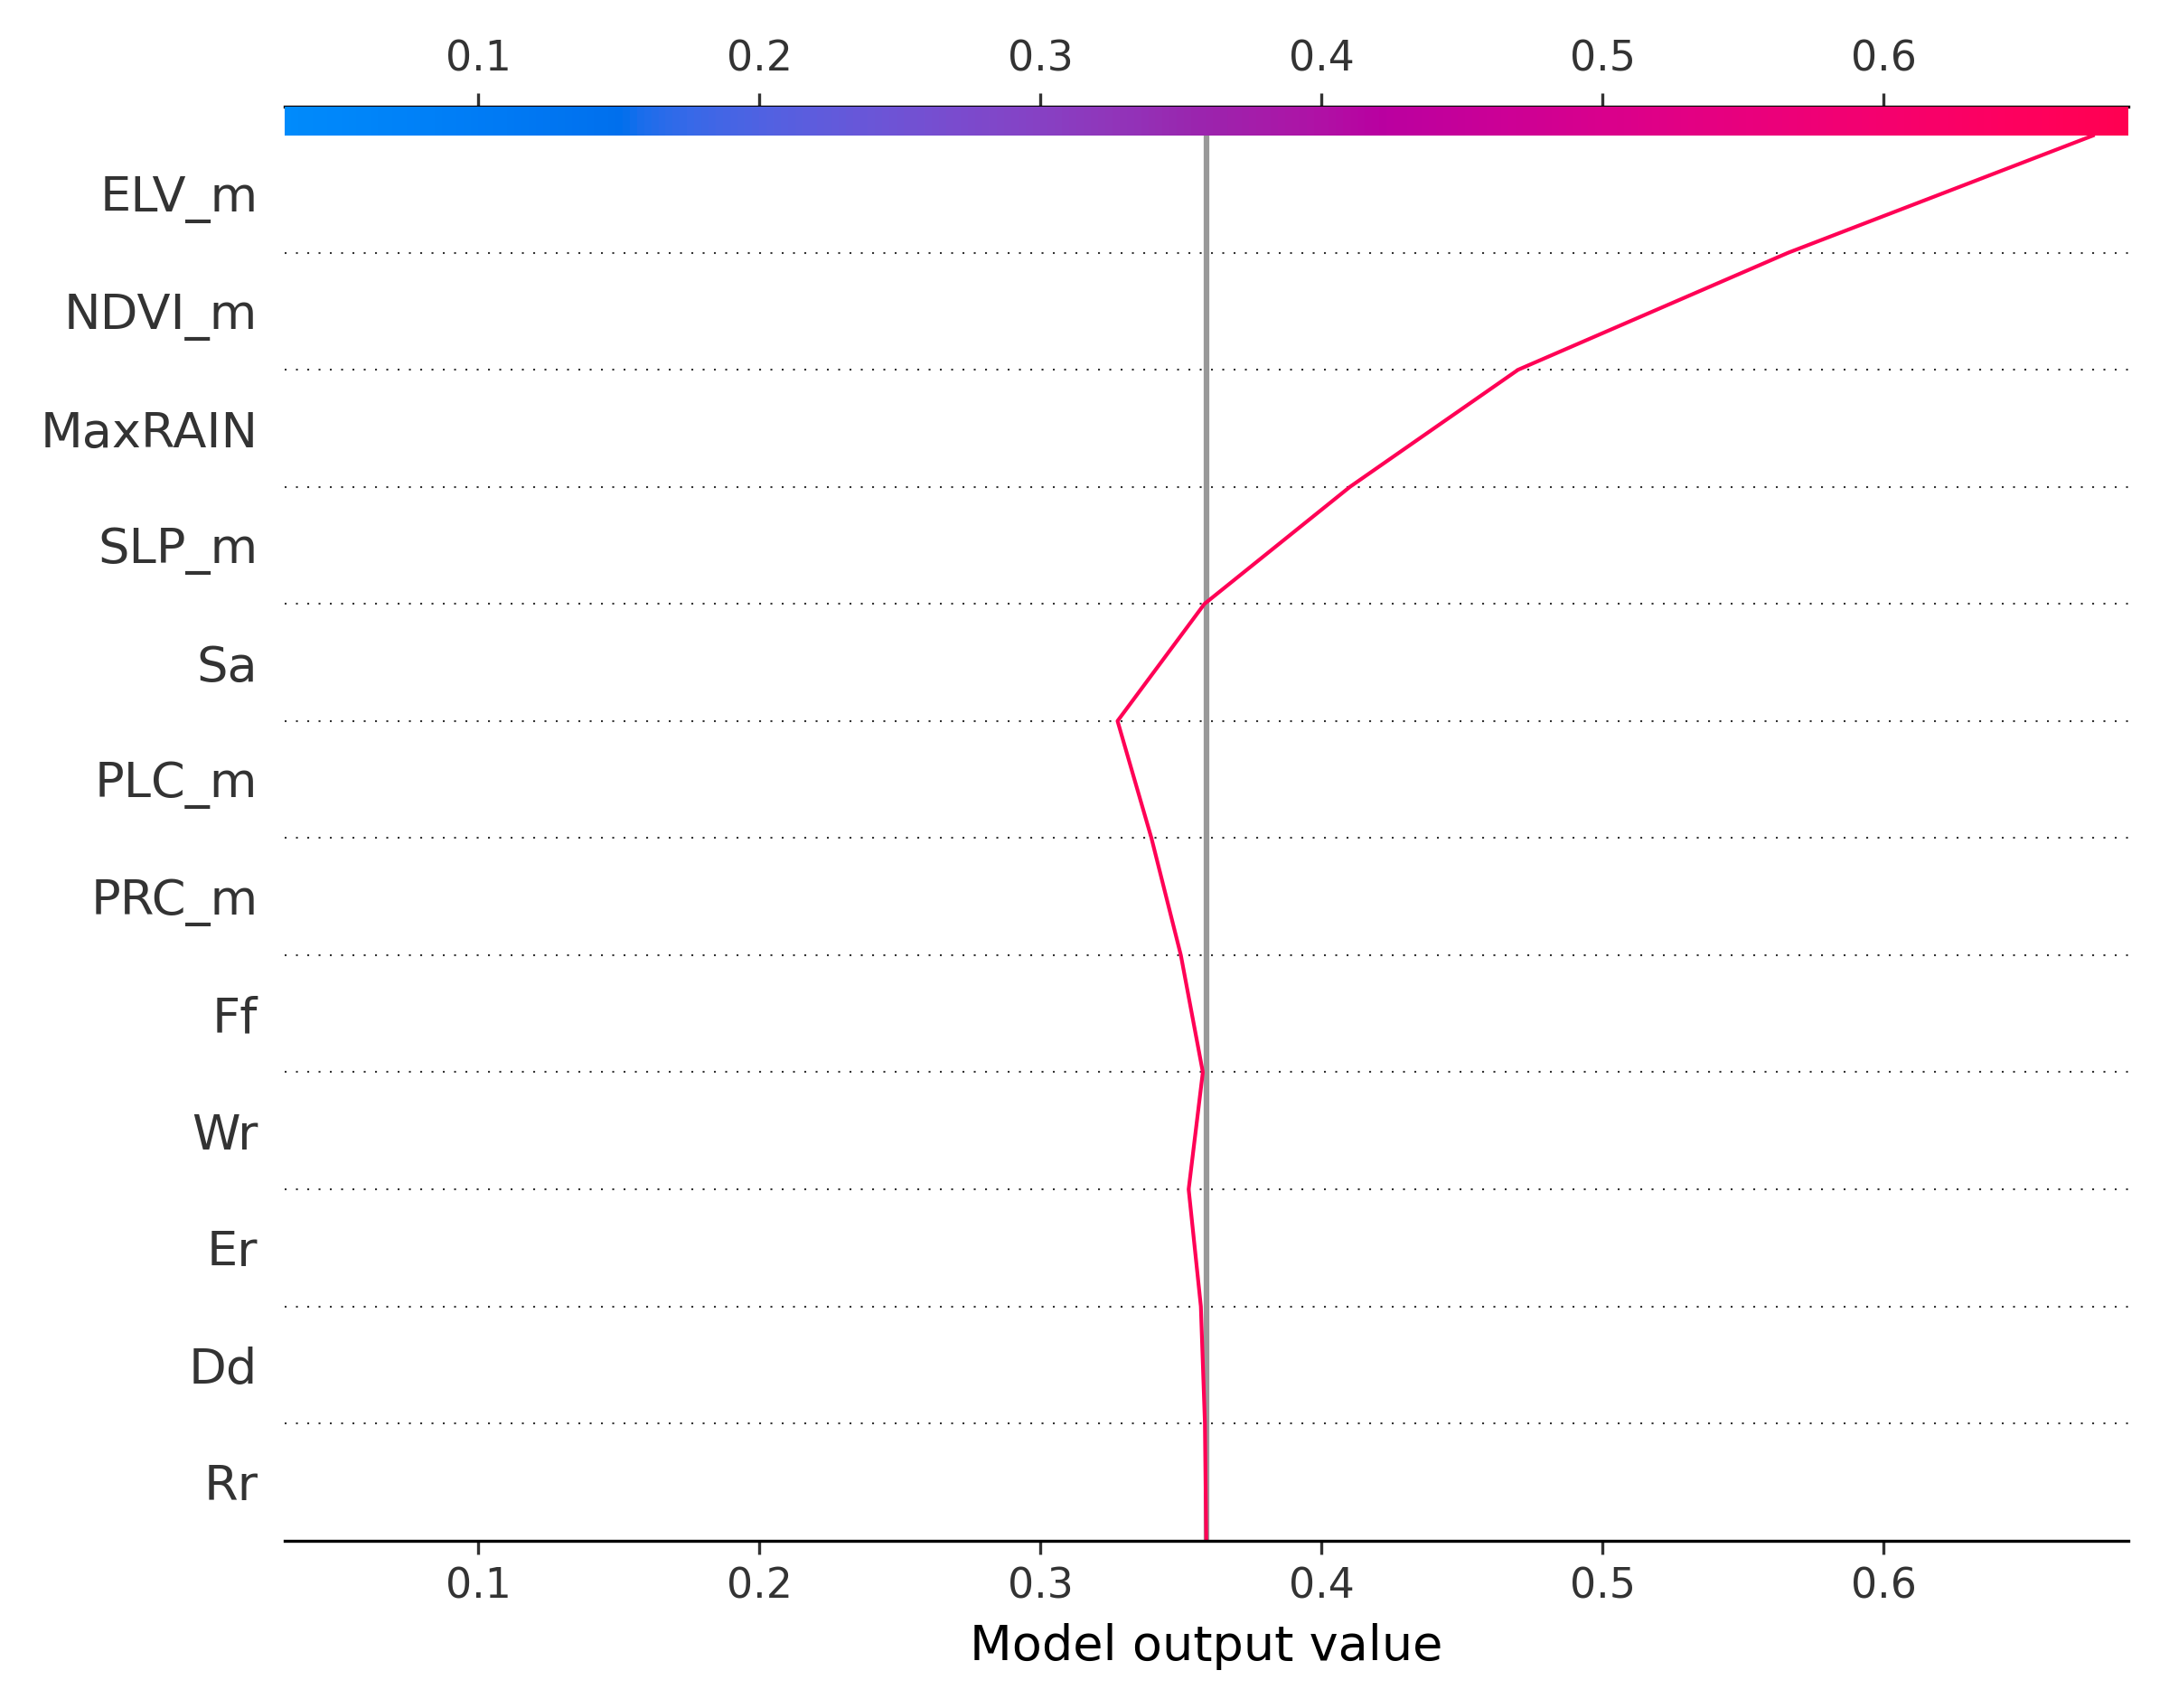 0.1 0.2 0.3 0.4 0.5 0.6
ELV_m
NDVI_m
MaxRAIN
SLP_m
Sa
PLC_m
PRC_m
Ff
Wr
Er
Dd
Rr
0.1 0.2 0.3 0.4 0.5 0.6
Model output value